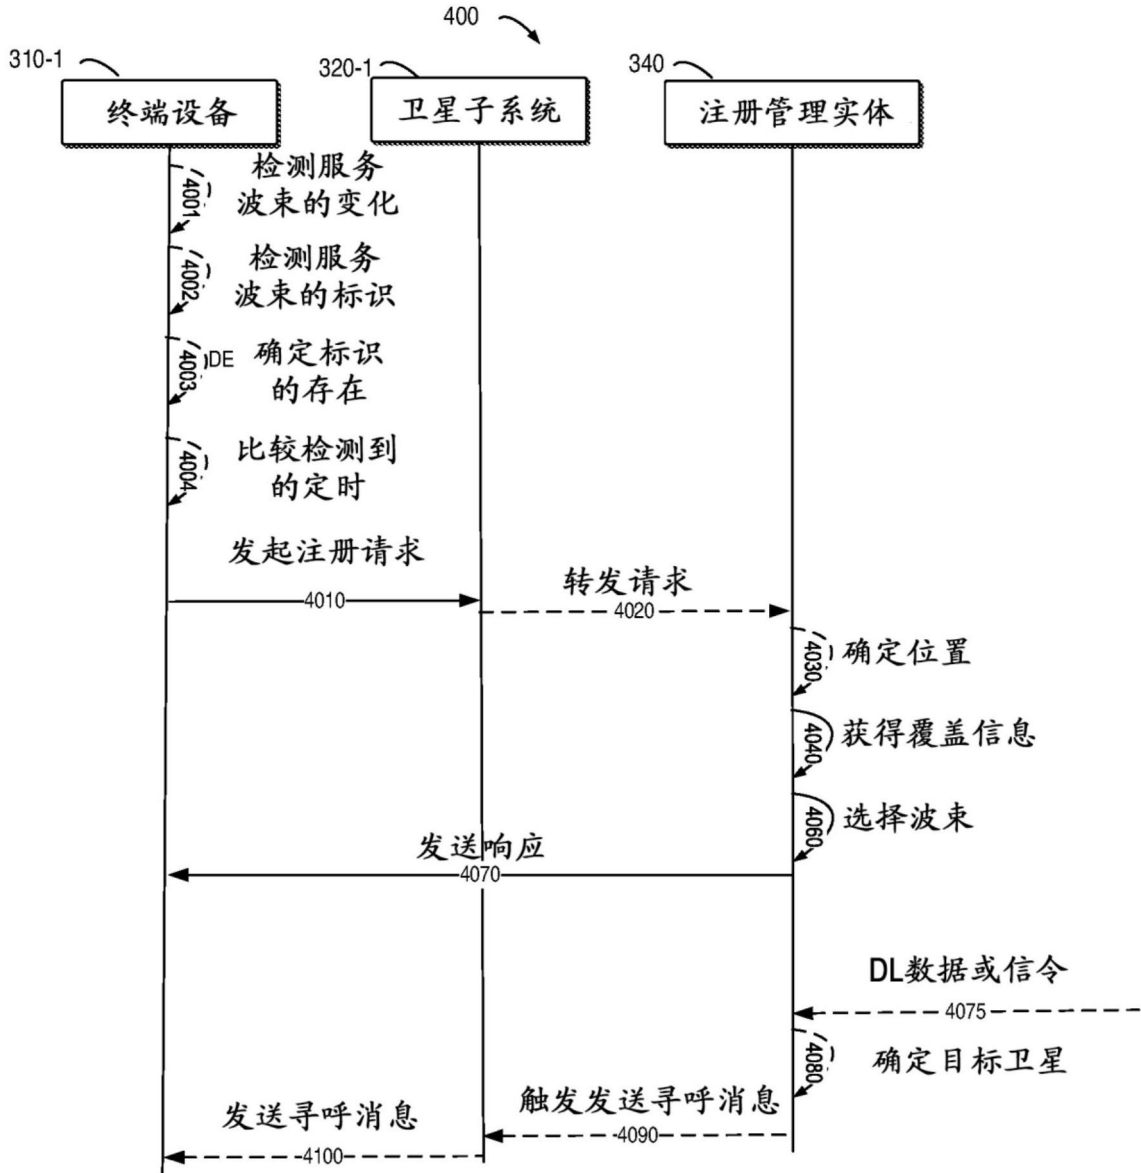 400
310-1
320-1
340
终端设备
卫星子系统
注册管理实体
4001
检测服务
波束的变化
4002
检测服务
波束的标识
4003
DE
确定标识
的存在
4004
比较检测到
的定时
发起注册请求
4010
转发请求
4020
4030
确定位置
4040
获得覆盖信息
4060
选择波束
发送响应
4070
DL数据或信令
4075
4080
确定目标卫星
触发发送寻呼消息
4090
发送寻呼消息
4100